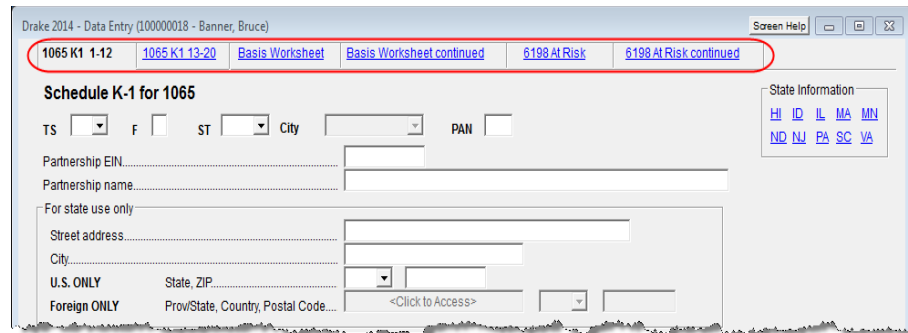 Drake 2014 - Data Entry (100000018 - Banner, Bruce) Screen Help
1065 K1 1-12 1065 K1 13-20 Basis Worksheet Basis Worksheet continued 6198 At Risk 6198 At Risk continued
Schedule K-1 for 1065
State Information
HI ID IL MA MN
ND NJ PA SC VA
TS F ST City PAN
Partnership EIN
Partnership name
For state use only
Street address
City
U.S. ONLY State, ZIP
Foreign ONLY Prov/State, Country, Postal Code.... <Click to Access>